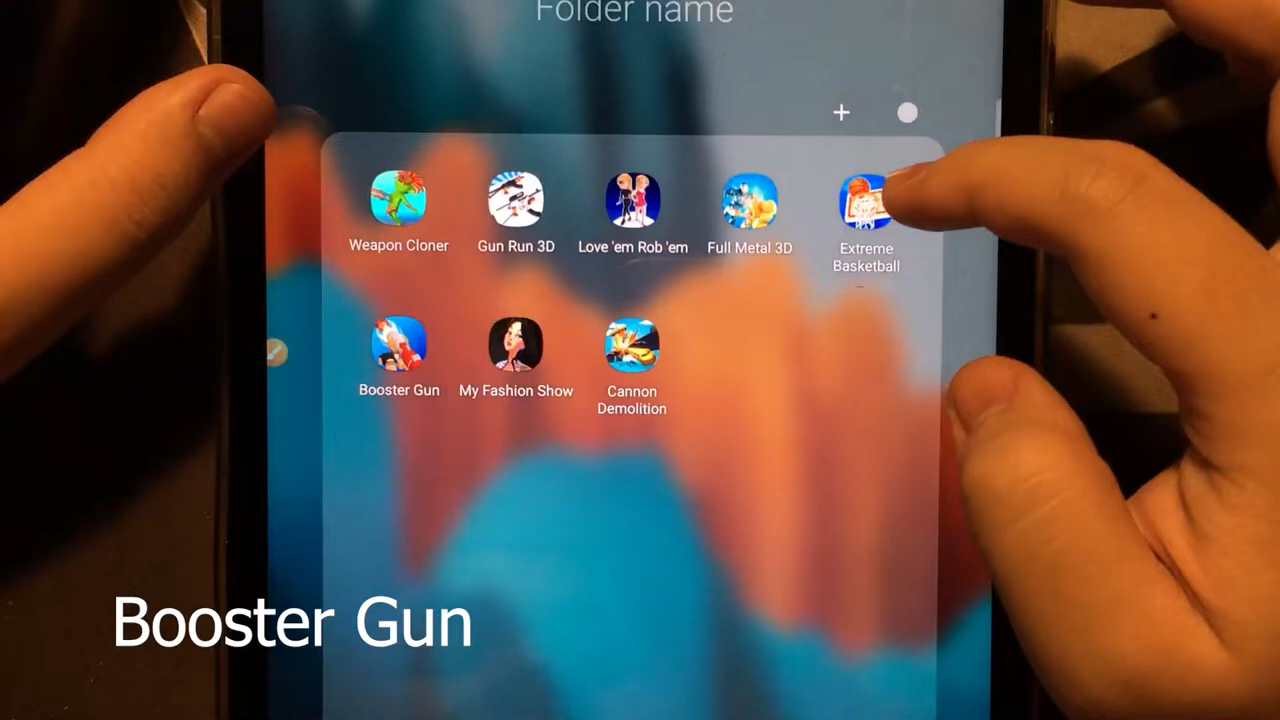 Folder name
Weapon Cloner
Gun Run 3D
Love 'em Rob 'em
Full Metal 3D
Extreme
Basketball
Booster Gun
My Fashion Show
Cannon
Demolition
Booster Gun